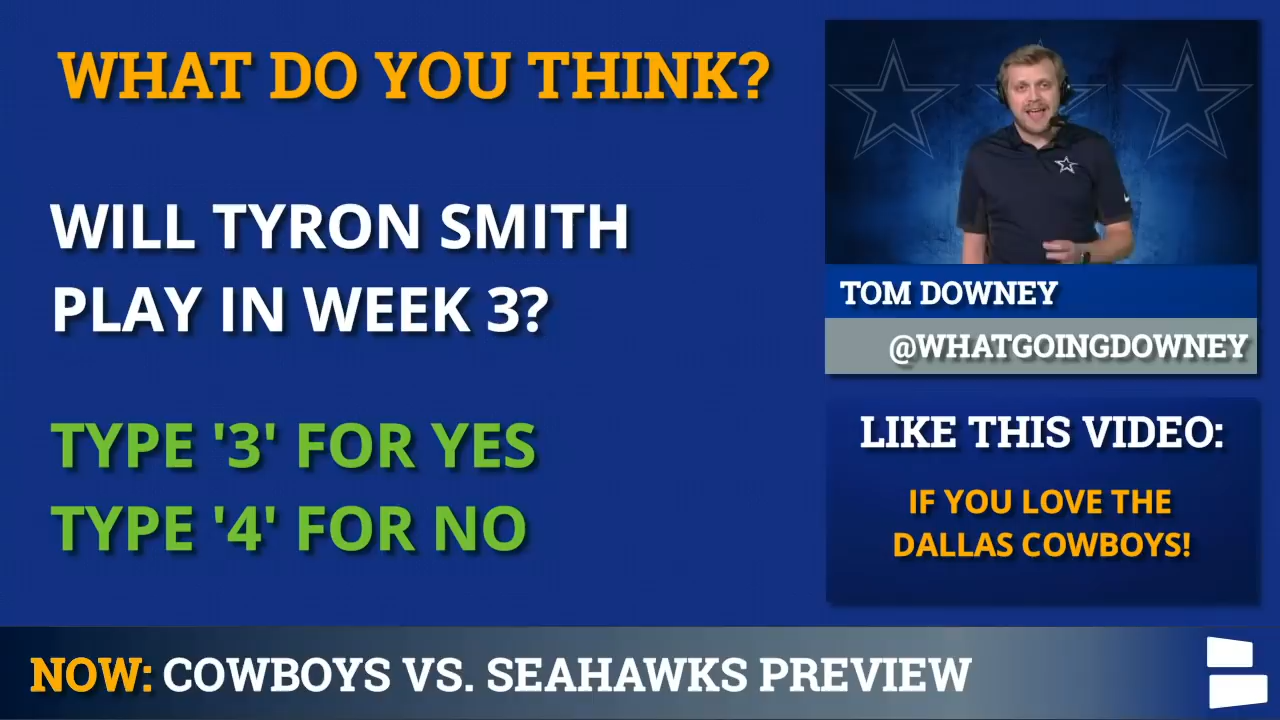 WHAT DO YOU THINK?
WILL TYRON SMITH
PLAY IN WEEK 3?
TYPE '3' FOR YES
TYPE '4' FOR NO
TOM DOWNEY
@WHATGOINGDOWNEY
LIKE THIS VIDEO:
IF YOU LOVE THE
DALLAS COWBOYS!
NOW: COWBOYS VS. SEAHAWKS PREVIEW